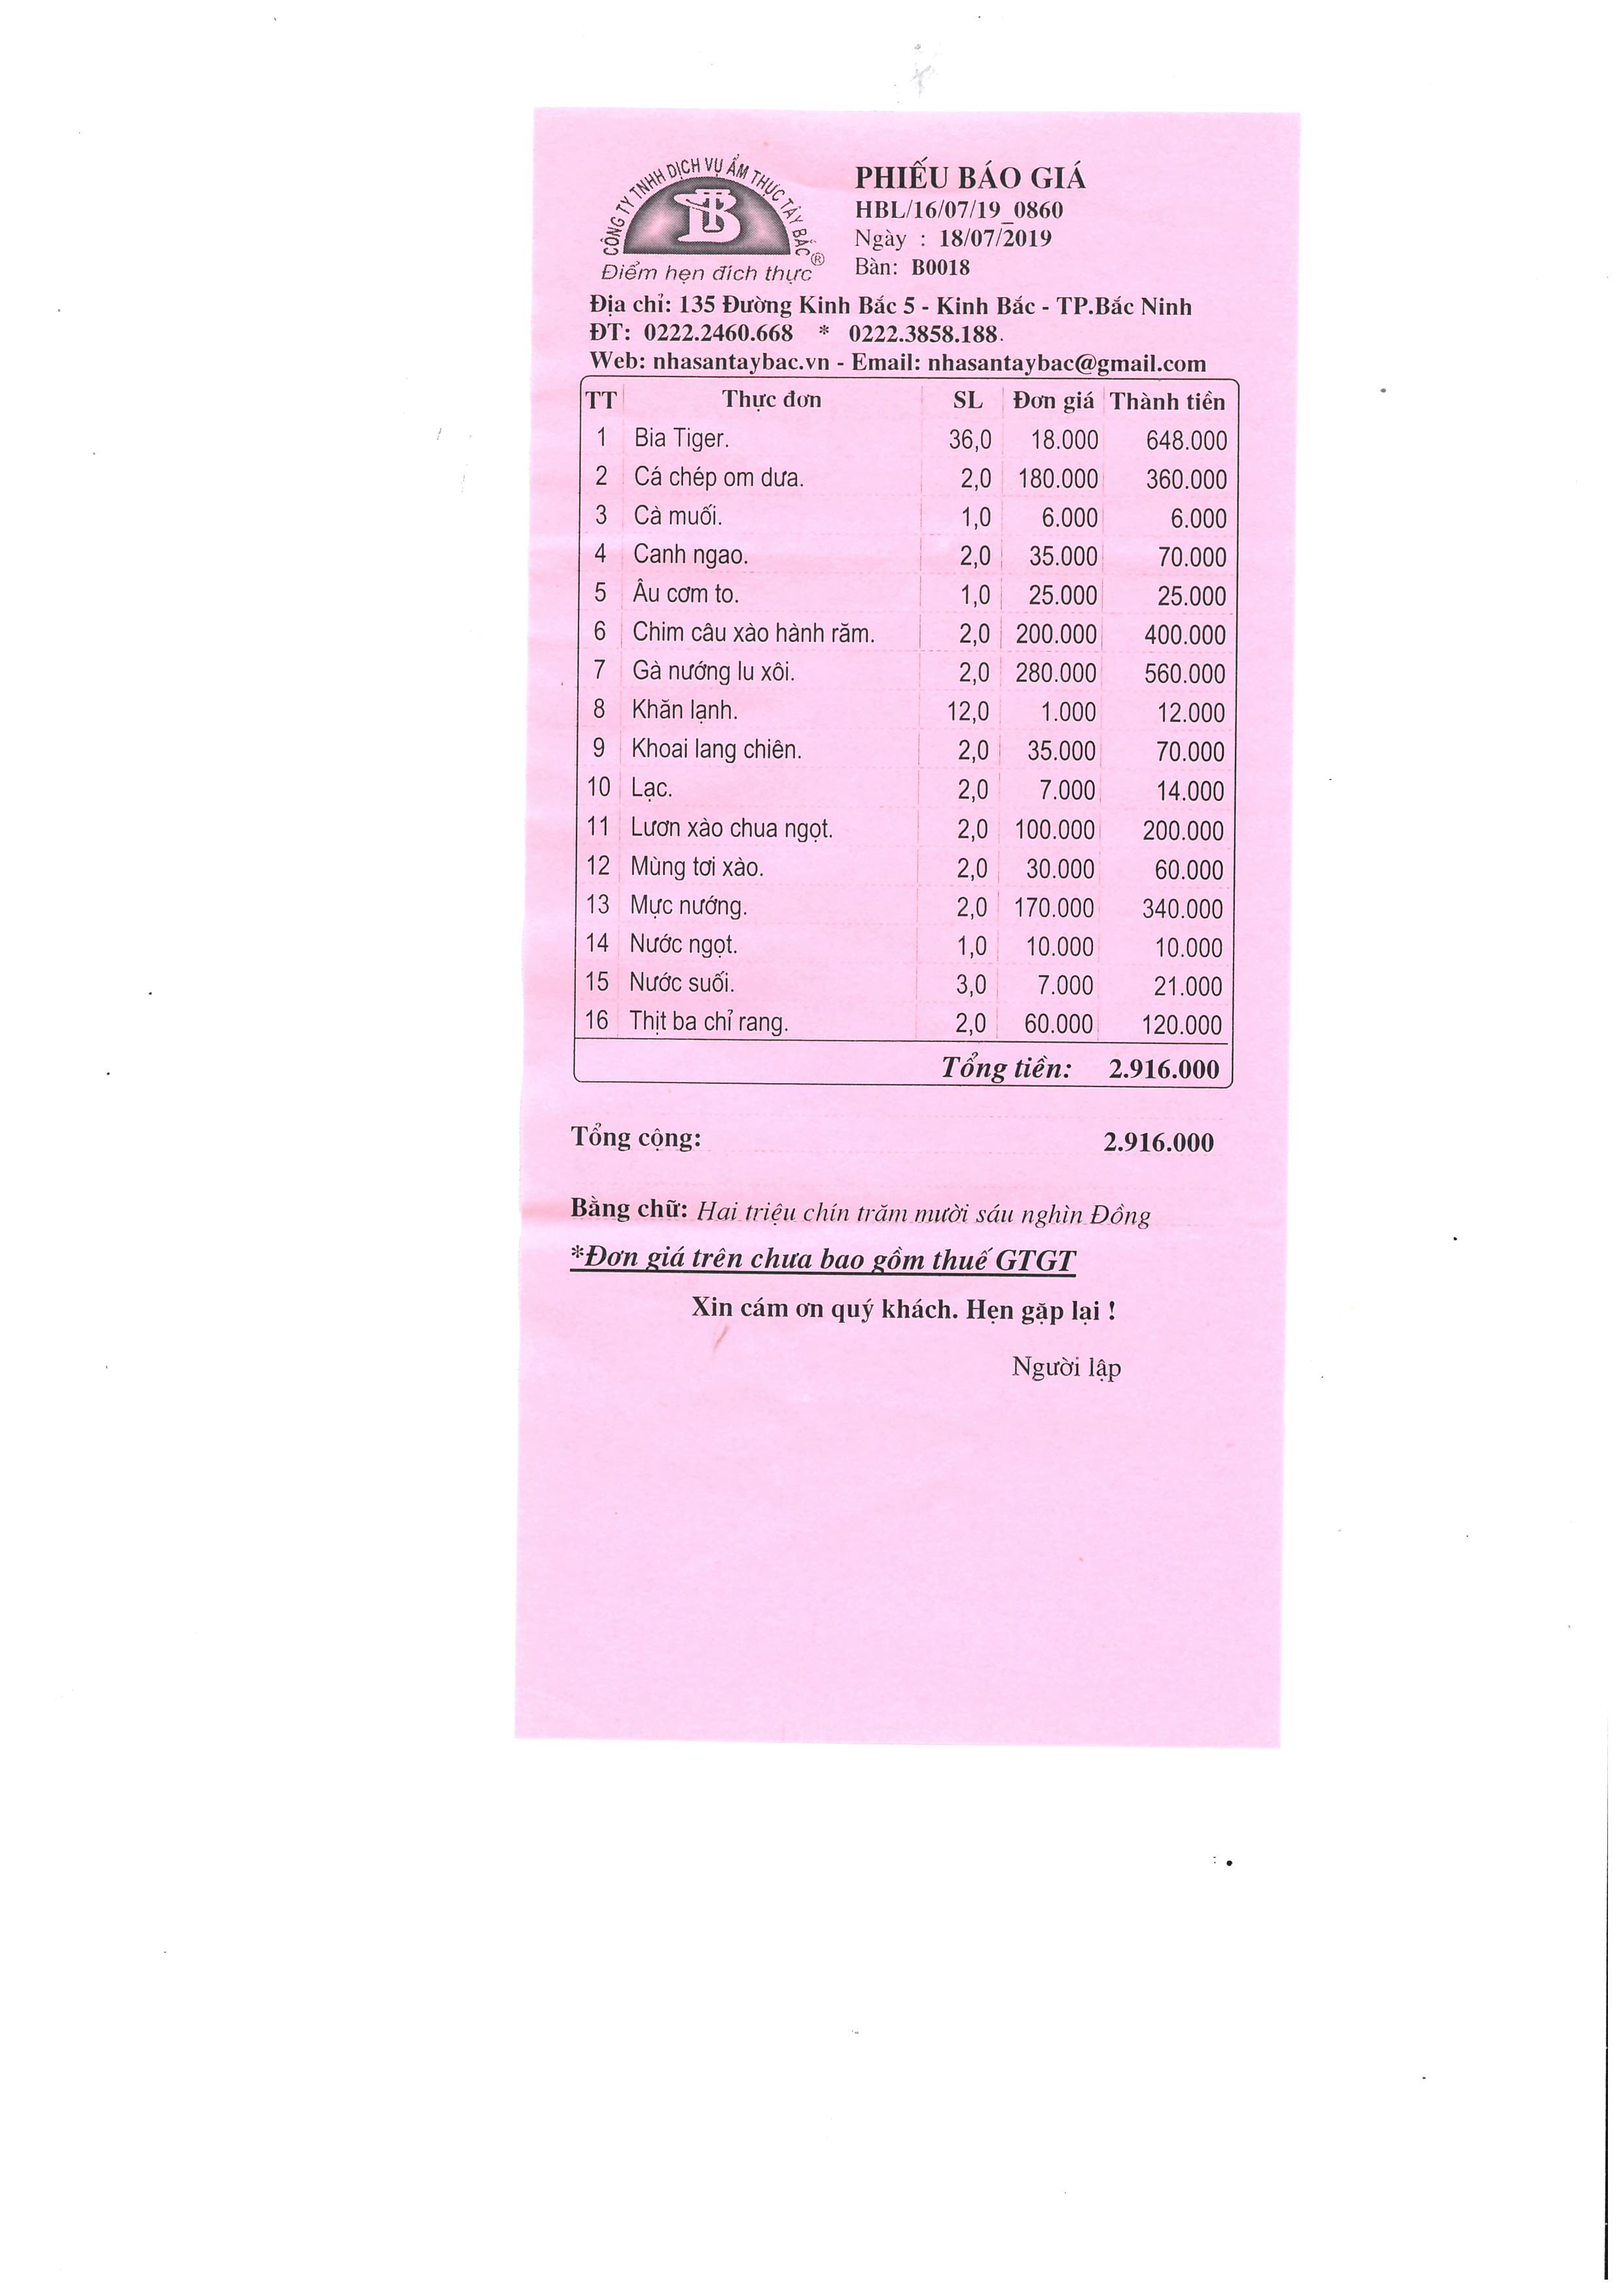 CÔNG TY TNHH DỊCH VỤ ẨM THỰC TÂY BẮC
TB
®
Điểm hẹn đích thực
PHIẾU BÁO GIÁ
HBL/16/07/19_0860
Ngày : 18/07/2019
Bàn: B0018
Địa chỉ: 135 Đường Kinh Bắc 5 - Kinh Bắc - TP.Bắc Ninh
ĐT: 0222.2460.668 * 0222.3858.188.
Web: nhasantaybac.vn - Email: nhasantaybac@gmail.com
TT Thực đơn SL Đơn giá Thành tiền
1 Bia Tiger. 36,0 18.000 648.000
2 Cá chép om dưa. 2,0 180.000 360.000
3 Cà muối. 1,0 6.000 6.000
4 Canh ngao. 2,0 35.000 70.000
5 Âu cơm to. 1,0 25.000 25.000
6 Chim câu xào hành răm. 2,0 200.000 400.000
7 Gà nướng lu xôi. 2,0 280.000 560.000
8 Khăn lạnh. 12,0 1.000 12.000
9 Khoai lang chiên. 2,0 35.000 70.000
10 Lạc. 2,0 7.000 14.000
11 Lươn xào chua ngọt. 2,0 100.000 200.000
12 Mùng tơi xào. 2,0 30.000 60.000
13 Mực nướng. 2,0 170.000 340.000
14 Nước ngọt. 1,0 10.000 10.000
15 Nước suối. 3,0 7.000 21.000
16 Thịt ba chỉ rang. 2,0 60.000 120.000
Tổng tiền: 2.916.000
Tổng cộng: 2.916.000
Bằng chữ: Hai triệu chín trăm mười sáu nghìn Đồng
*Đơn giá trên chưa bao gồm thuế GTGT
Xin cám ơn quý khách. Hẹn gặp lại !
Người lập